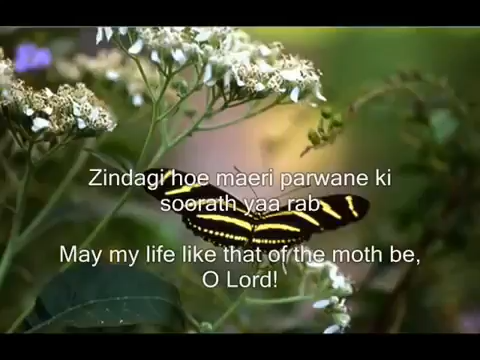 Zindagi hoe maeri parwane ki
soorath yaa rab
May my life like that of the moth be,
O Lord!